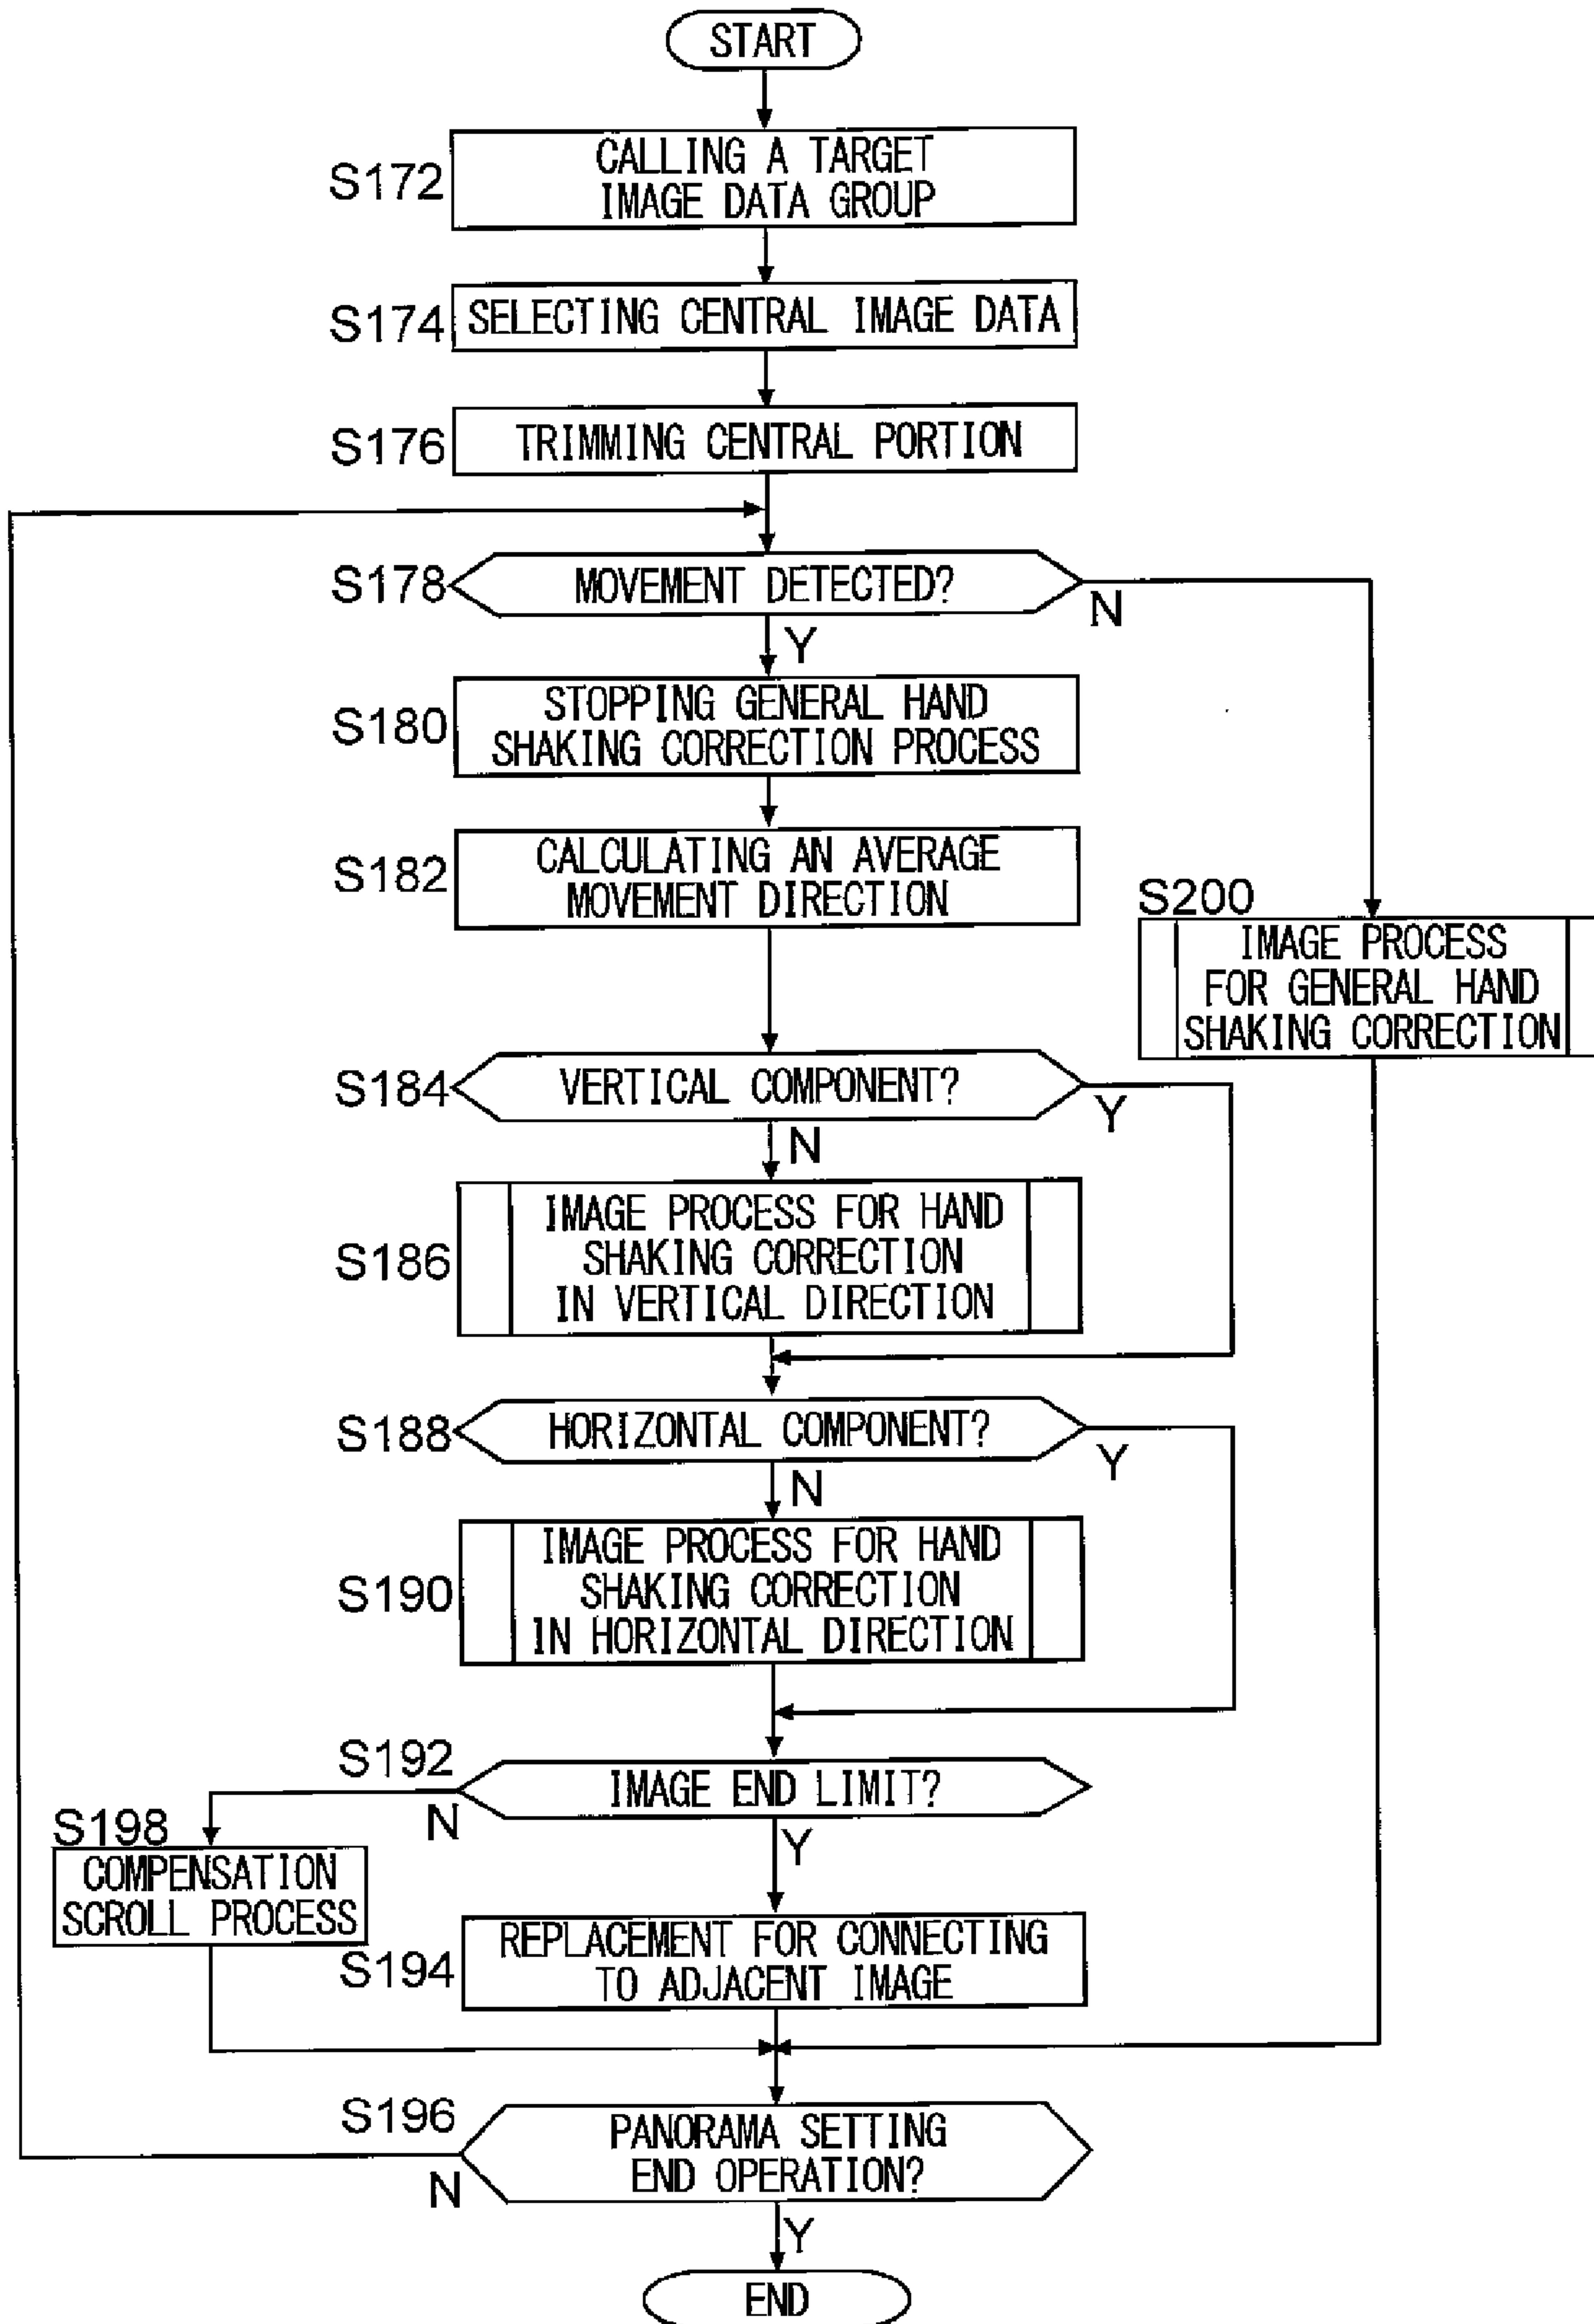 START
S172
CALLING A TARGET
IMAGE DATA GROUP
S174
SELECTING CENTRAL IMAGE DATA
S176
TRIMMING CENTRAL PORTION
S178
MOVEMENT DETECTED?
N
Y
S180
STOPPING GENERAL HAND
SHAKING CORRECTION PROCESS
S182
CALCULATING AN AVERAGE
MOVEMENT DIRECTION
S200
IMAGE PROCESS
FOR GENERAL HAND
SHAKING CORRECTION
S184
VERTICAL COMPONENT?
Y
N
S186
IMAGE PROCESS FOR HAND
SHAKING CORRECTION
IN VERTICAL DIRECTION
S188
HORIZONTAL COMPONENT?
Y
N
S190
IMAGE PROCESS FOR HAND
SHAKING CORRECTION
IN HORIZONTAL DIRECTION
S192
IMAGE END LIMIT?
N
Y
S198
COMPENSATION
SCROLL PROCESS
S194
REPLACEMENT FOR CONNECTING
TO ADJACENT IMAGE
S196
PANORAMA SETTING
END OPERATION?
N
Y
END